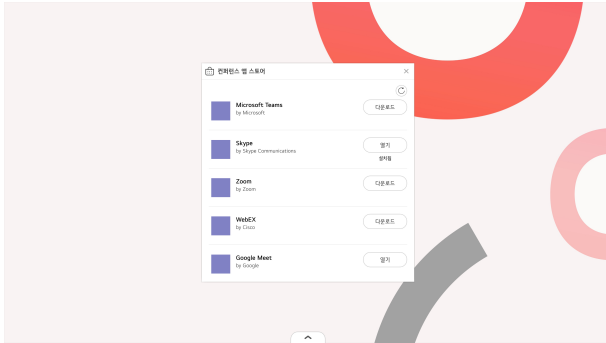 컨퍼런스 앱 스토어
Microsoft Teams
by Microsoft
다운로드
Skype
by Skype Communications
열기
설치됨
Zoom
by Zoom
다운로드
WebEX
by Cisco
다운로드
Google Meet
by Google
열기